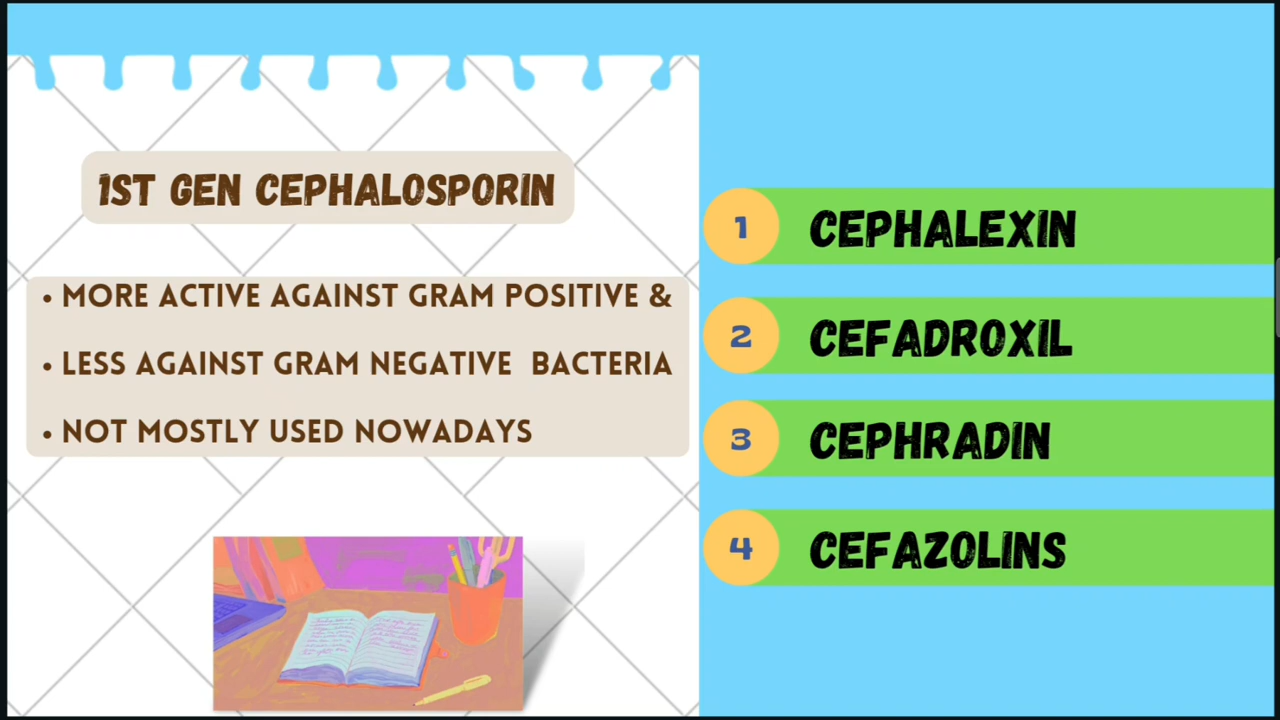 1ST GEN CEPHALOSPORIN
• MORE ACTIVE AGAINST GRAM POSITIVE &
• LESS AGAINST GRAM NEGATIVE BACTERIA
• NOT MOSTLY USED NOWADAYS
1 CEPHALEXIN
2 CEFADROXIL
3 CEPHRADIN
4 CEFAZOLINS